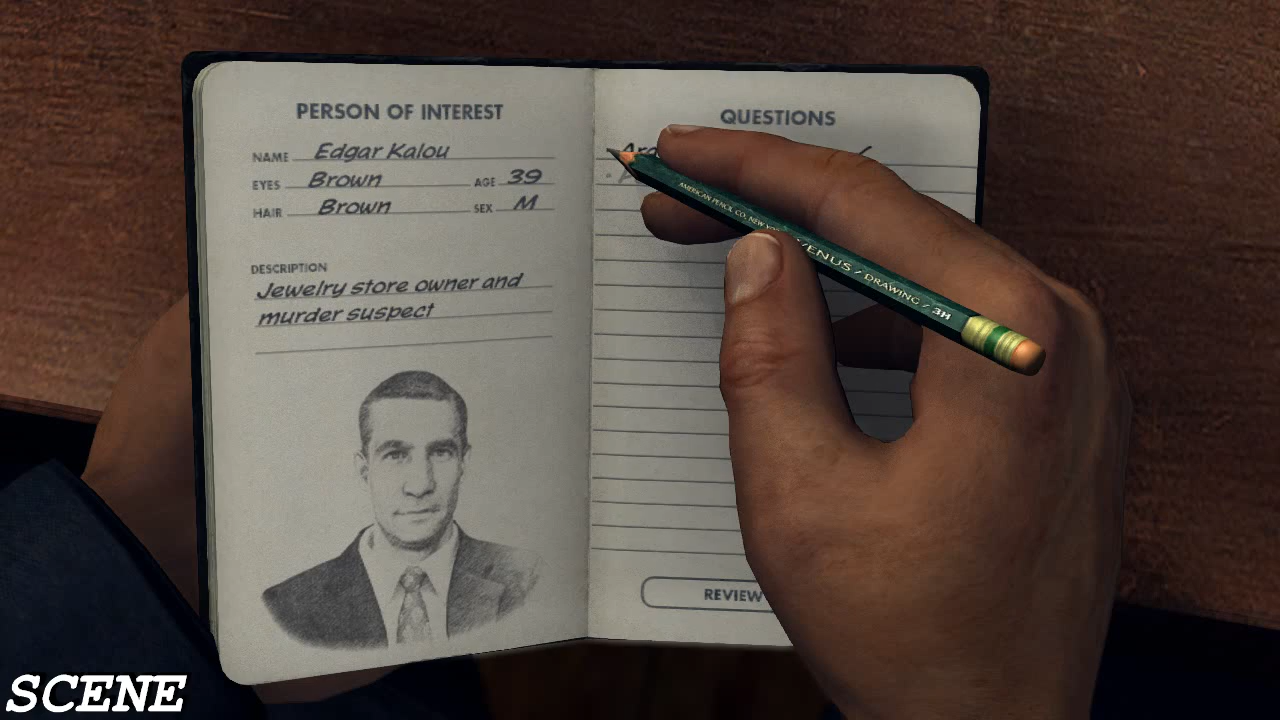 PERSON OF INTEREST
NAME Edgar Kalou
EYES Brown AGE 39
HAIR Brown SEX M
DESCRIPTION
Jewelry store owner and
murder suspect
QUESTIONS
AMERICAN PENCIL CO. NEW YORK VENUS / DRAWING / 3H
REVIEW
SCENE